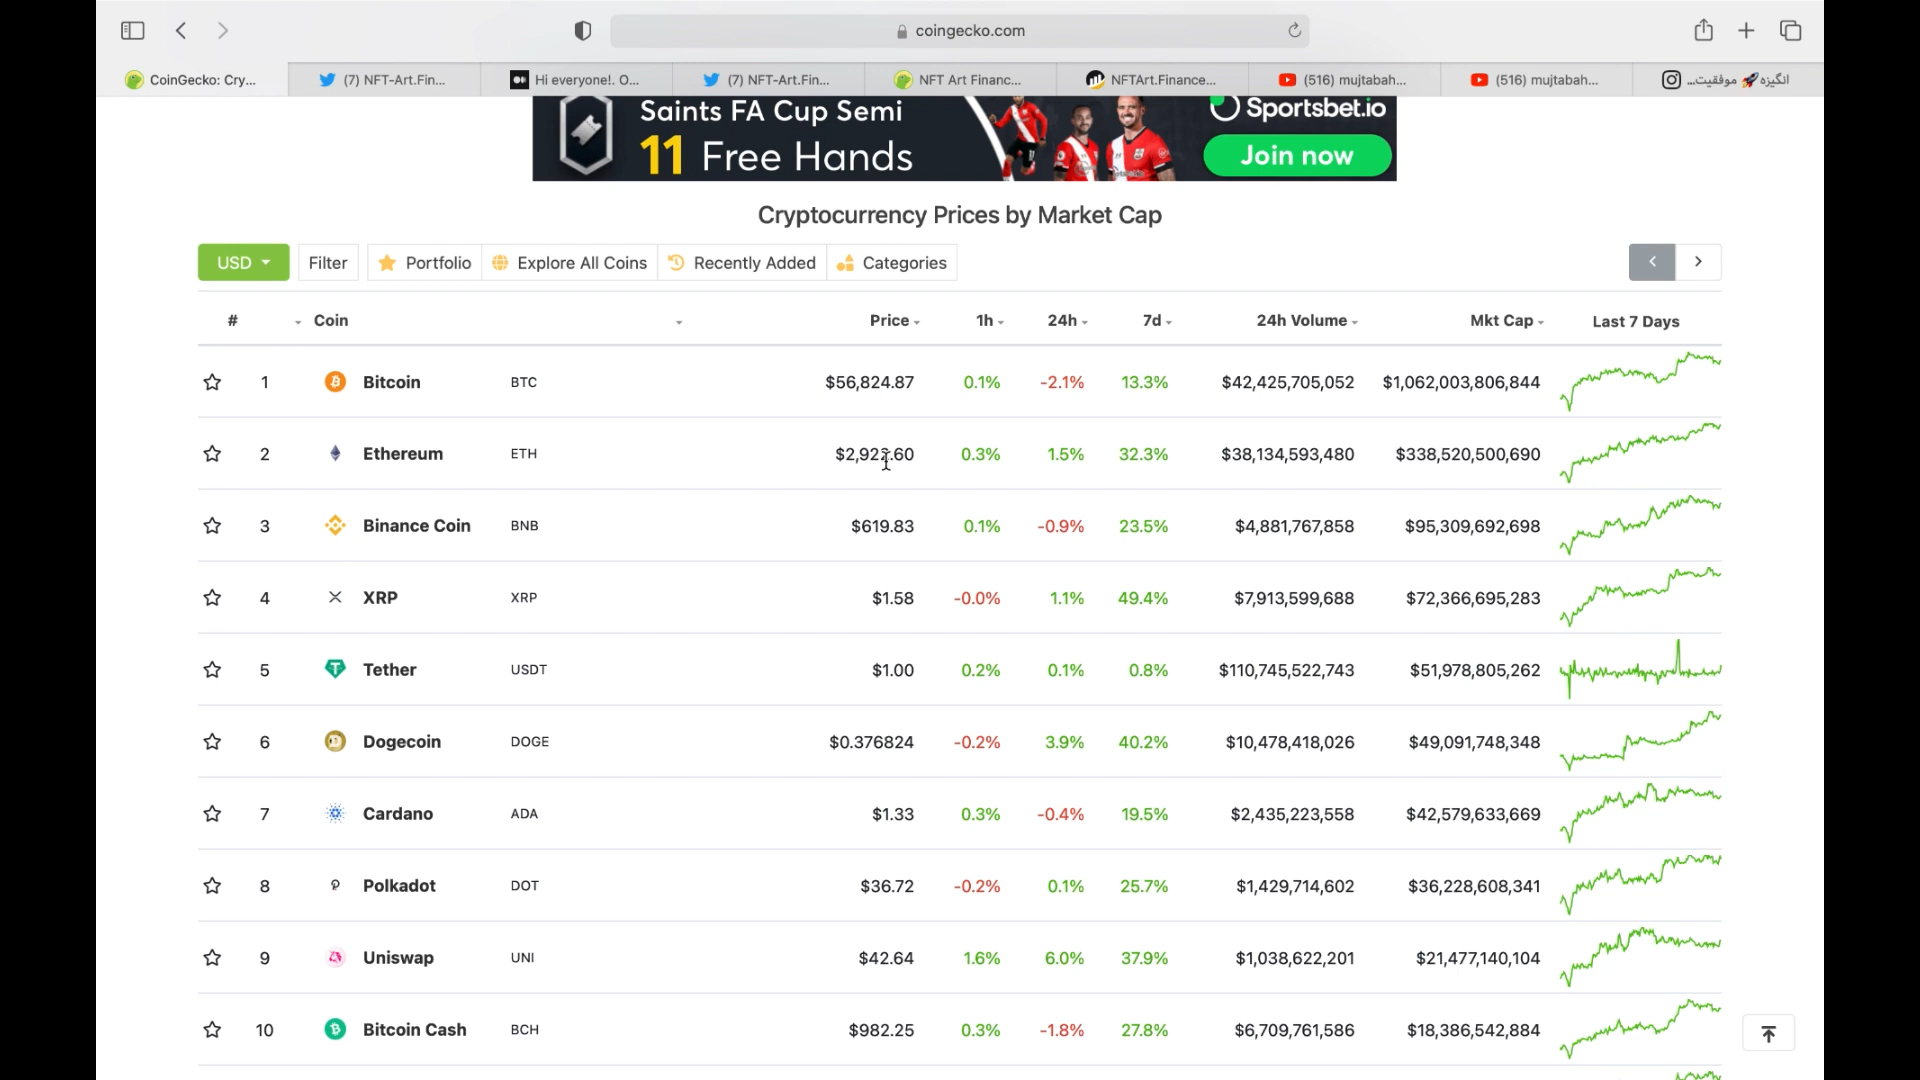 coingecko.com
CoinGecko: Cry...
(7) NFT-Art.Fin...
Hi everyone!. O...
(7) NFT-Art.Fin...
NFT Art Financ...
NFTArt.Finance...
(516) mujtabah...
(516) mujtabah...
انگیزه🚀 موفقیت...
Saints FA Cup Semi
11 Free Hands
Sportsbet.io
Join now
Cryptocurrency Prices by Market Cap
USD Filter Portfolio Explore All Coins Recently Added Categories
# Coin Price 1h 24h 7d 24h Volume Mkt Cap Last 7 Days
1 Bitcoin BTC $56,824.87 0.1% -2.1% 13.3% $42,425,705,052 $1,062,003,806,844
2 Ethereum ETH 0.3% 1.5% 32.3% $38,134,593,480 $338,520,500,690
3 Binance Coin BNB $619.83 0.1% -0.9% 23.5% $4,881,767,858 $95,309,692,698
4 XRP XRP $1.58 -0.0% 1.1% 49.4% $7,913,599,688 $72,366,695,283
5 Tether USDT $1.00 0.2% 0.1% 0.8% $110,745,522,743 $51,978,805,262
6 Dogecoin DOGE $0.376824 -0.2% 3.9% 40.2% $10,478,418,026 $49,091,748,348
7 Cardano ADA $1.33 0.3% -0.4% 19.5% $2,435,223,558 $42,579,633,669
8 Polkadot DOT $36.72 -0.2% 0.1% 25.7% $1,429,714,602 $36,228,608,341
9 Uniswap UNI $42.64 1.6% 6.0% 37.9% $1,038,622,201 $21,477,140,104
10 Bitcoin Cash BCH $982.25 0.3% -1.8% 27.8% $6,709,761,586 $18,386,542,884